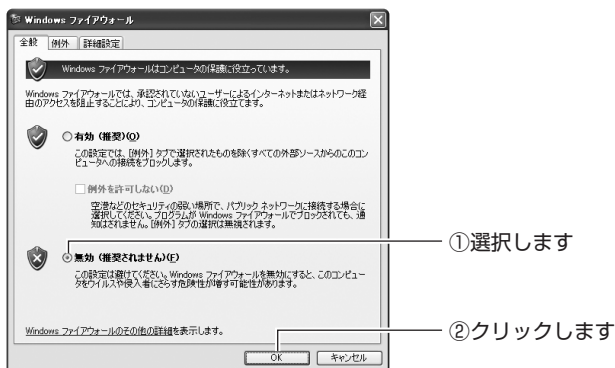 Windows ファイアウォール
全般 例外 詳細設定
Windows ファイアウォールはコンピュータの保護に役立っています。
Windows ファイアウォールでは、承認されていないユーザーによるインターネットまたはネットワーク経
由のアクセスを阻止することにより、コンピュータの保護に役立てます。
有効 (推奨)(O)
この設定では、[例外] タブで選択されたものを除くすべての外部ソースからのこのコン
ピュータへの接続をブロックします。
例外を許可しない(D)
空港などのセキュリティの弱い場所で、パブリック ネットワークに接続する場合に
選択してください。プログラムが Windows ファイアウォールでブロックされても、通
知はされません。[例外] タブの選択は無視されます。
無効 (推奨されません)(F)
①選択します
この設定は避けてください。Windows ファイアウォールを無効にすると、このコンピュー
タをウイルスや侵入者にさらす危険性が増す可能性があります。
Windows ファイアウォールのその他の詳細を表示します。
②クリックします
OK キャンセル